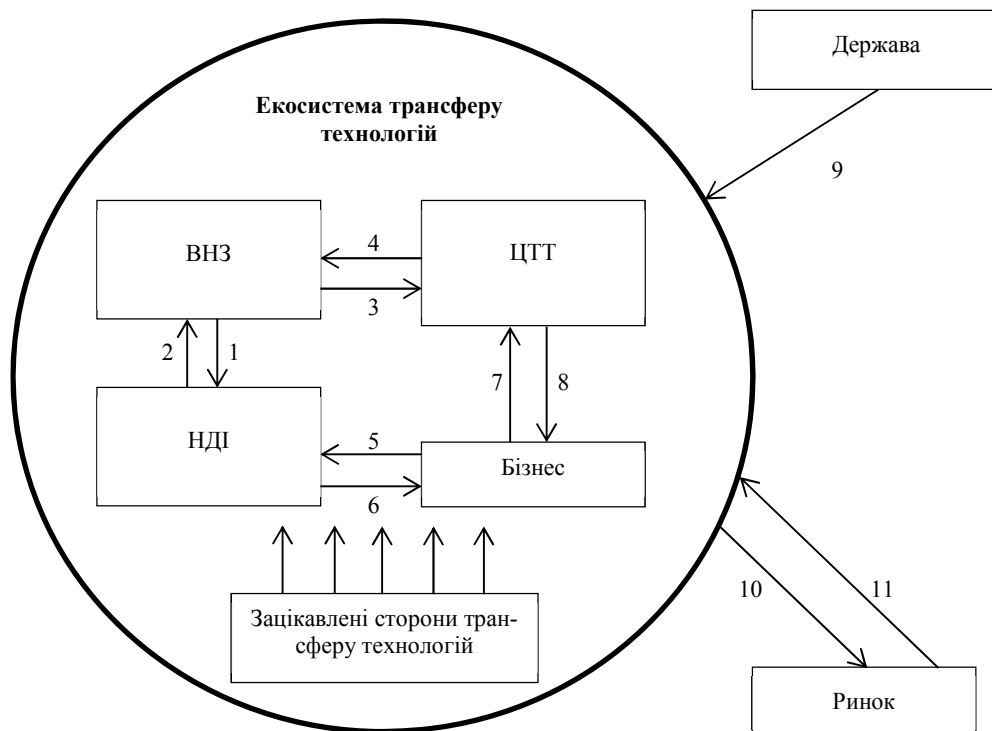 Держава
Екосистема трансферу
технологій
9
ВНЗ
4
ЦТТ
3
2
1
7
8
НДІ
5
Бізнес
6
10
11
Зацікавлені сторони тран-
сферу технологій
Ринок